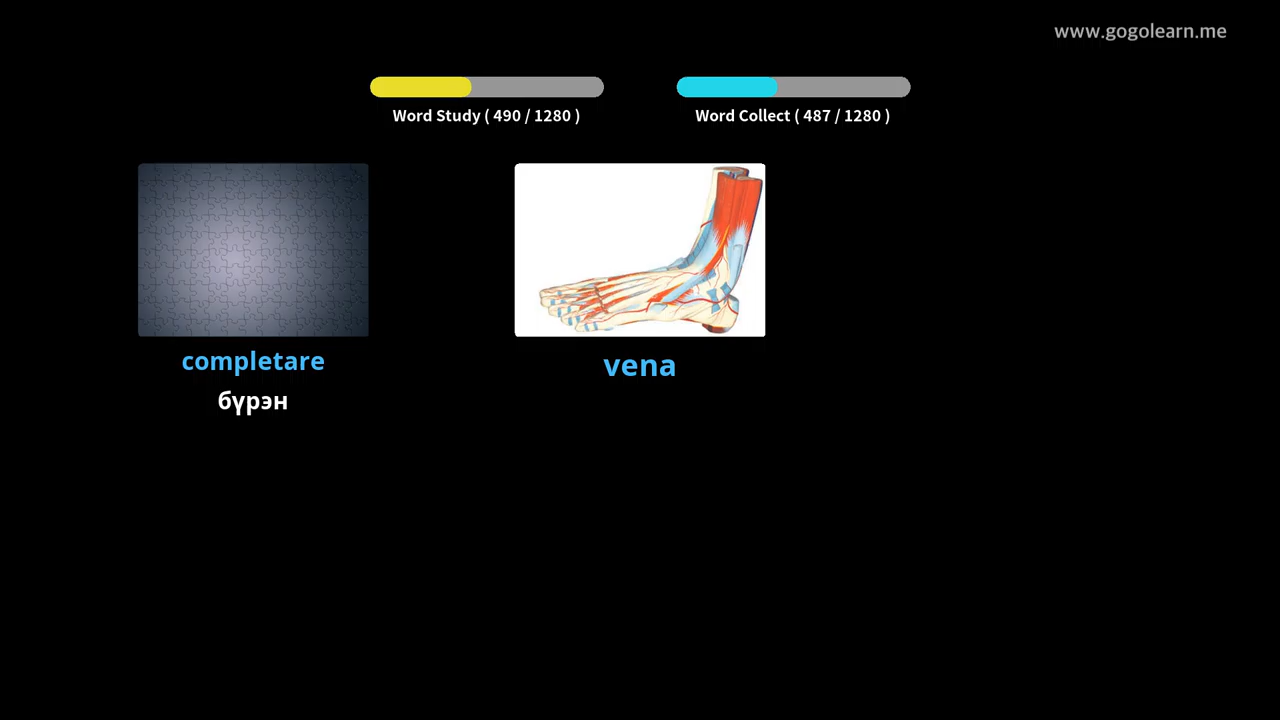 www.gogolearn.me
Word Study ( 490 / 1280 )
Word Collect ( 487 / 1280 )
completare
бүрэн
vena